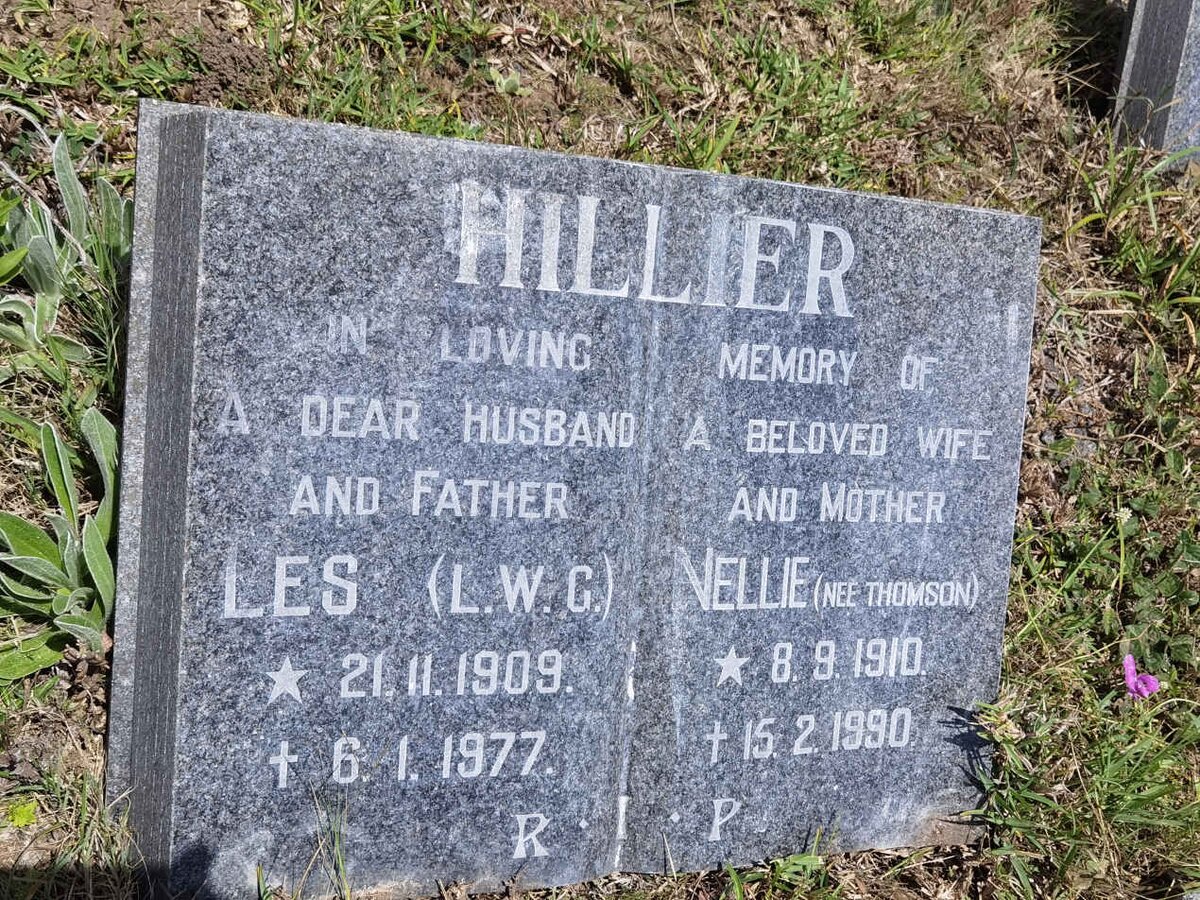 HILLIER
IN LOVING MEMORY OF
A DEAR HUSBAND A BELOVED WIFE
AND FATHER AND MOTHER
LES (L.W.G.) NELLIE (NEE THOMSON)
★ 21.11.1909. ★ 8.9.1910.
✝ 6.1.1977. ✝ 15.2.1990.
R · I · P